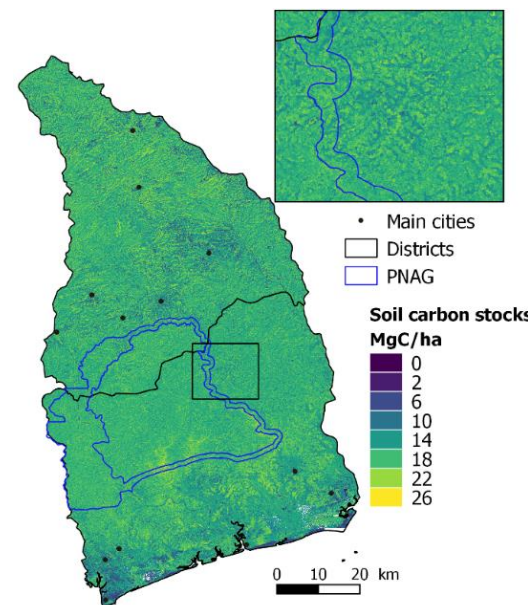 Main cities
Districts
PNAG
Soil carbon stocks
MgC/ha
0
2
6
10
14
18
22
26
0 10 20 km